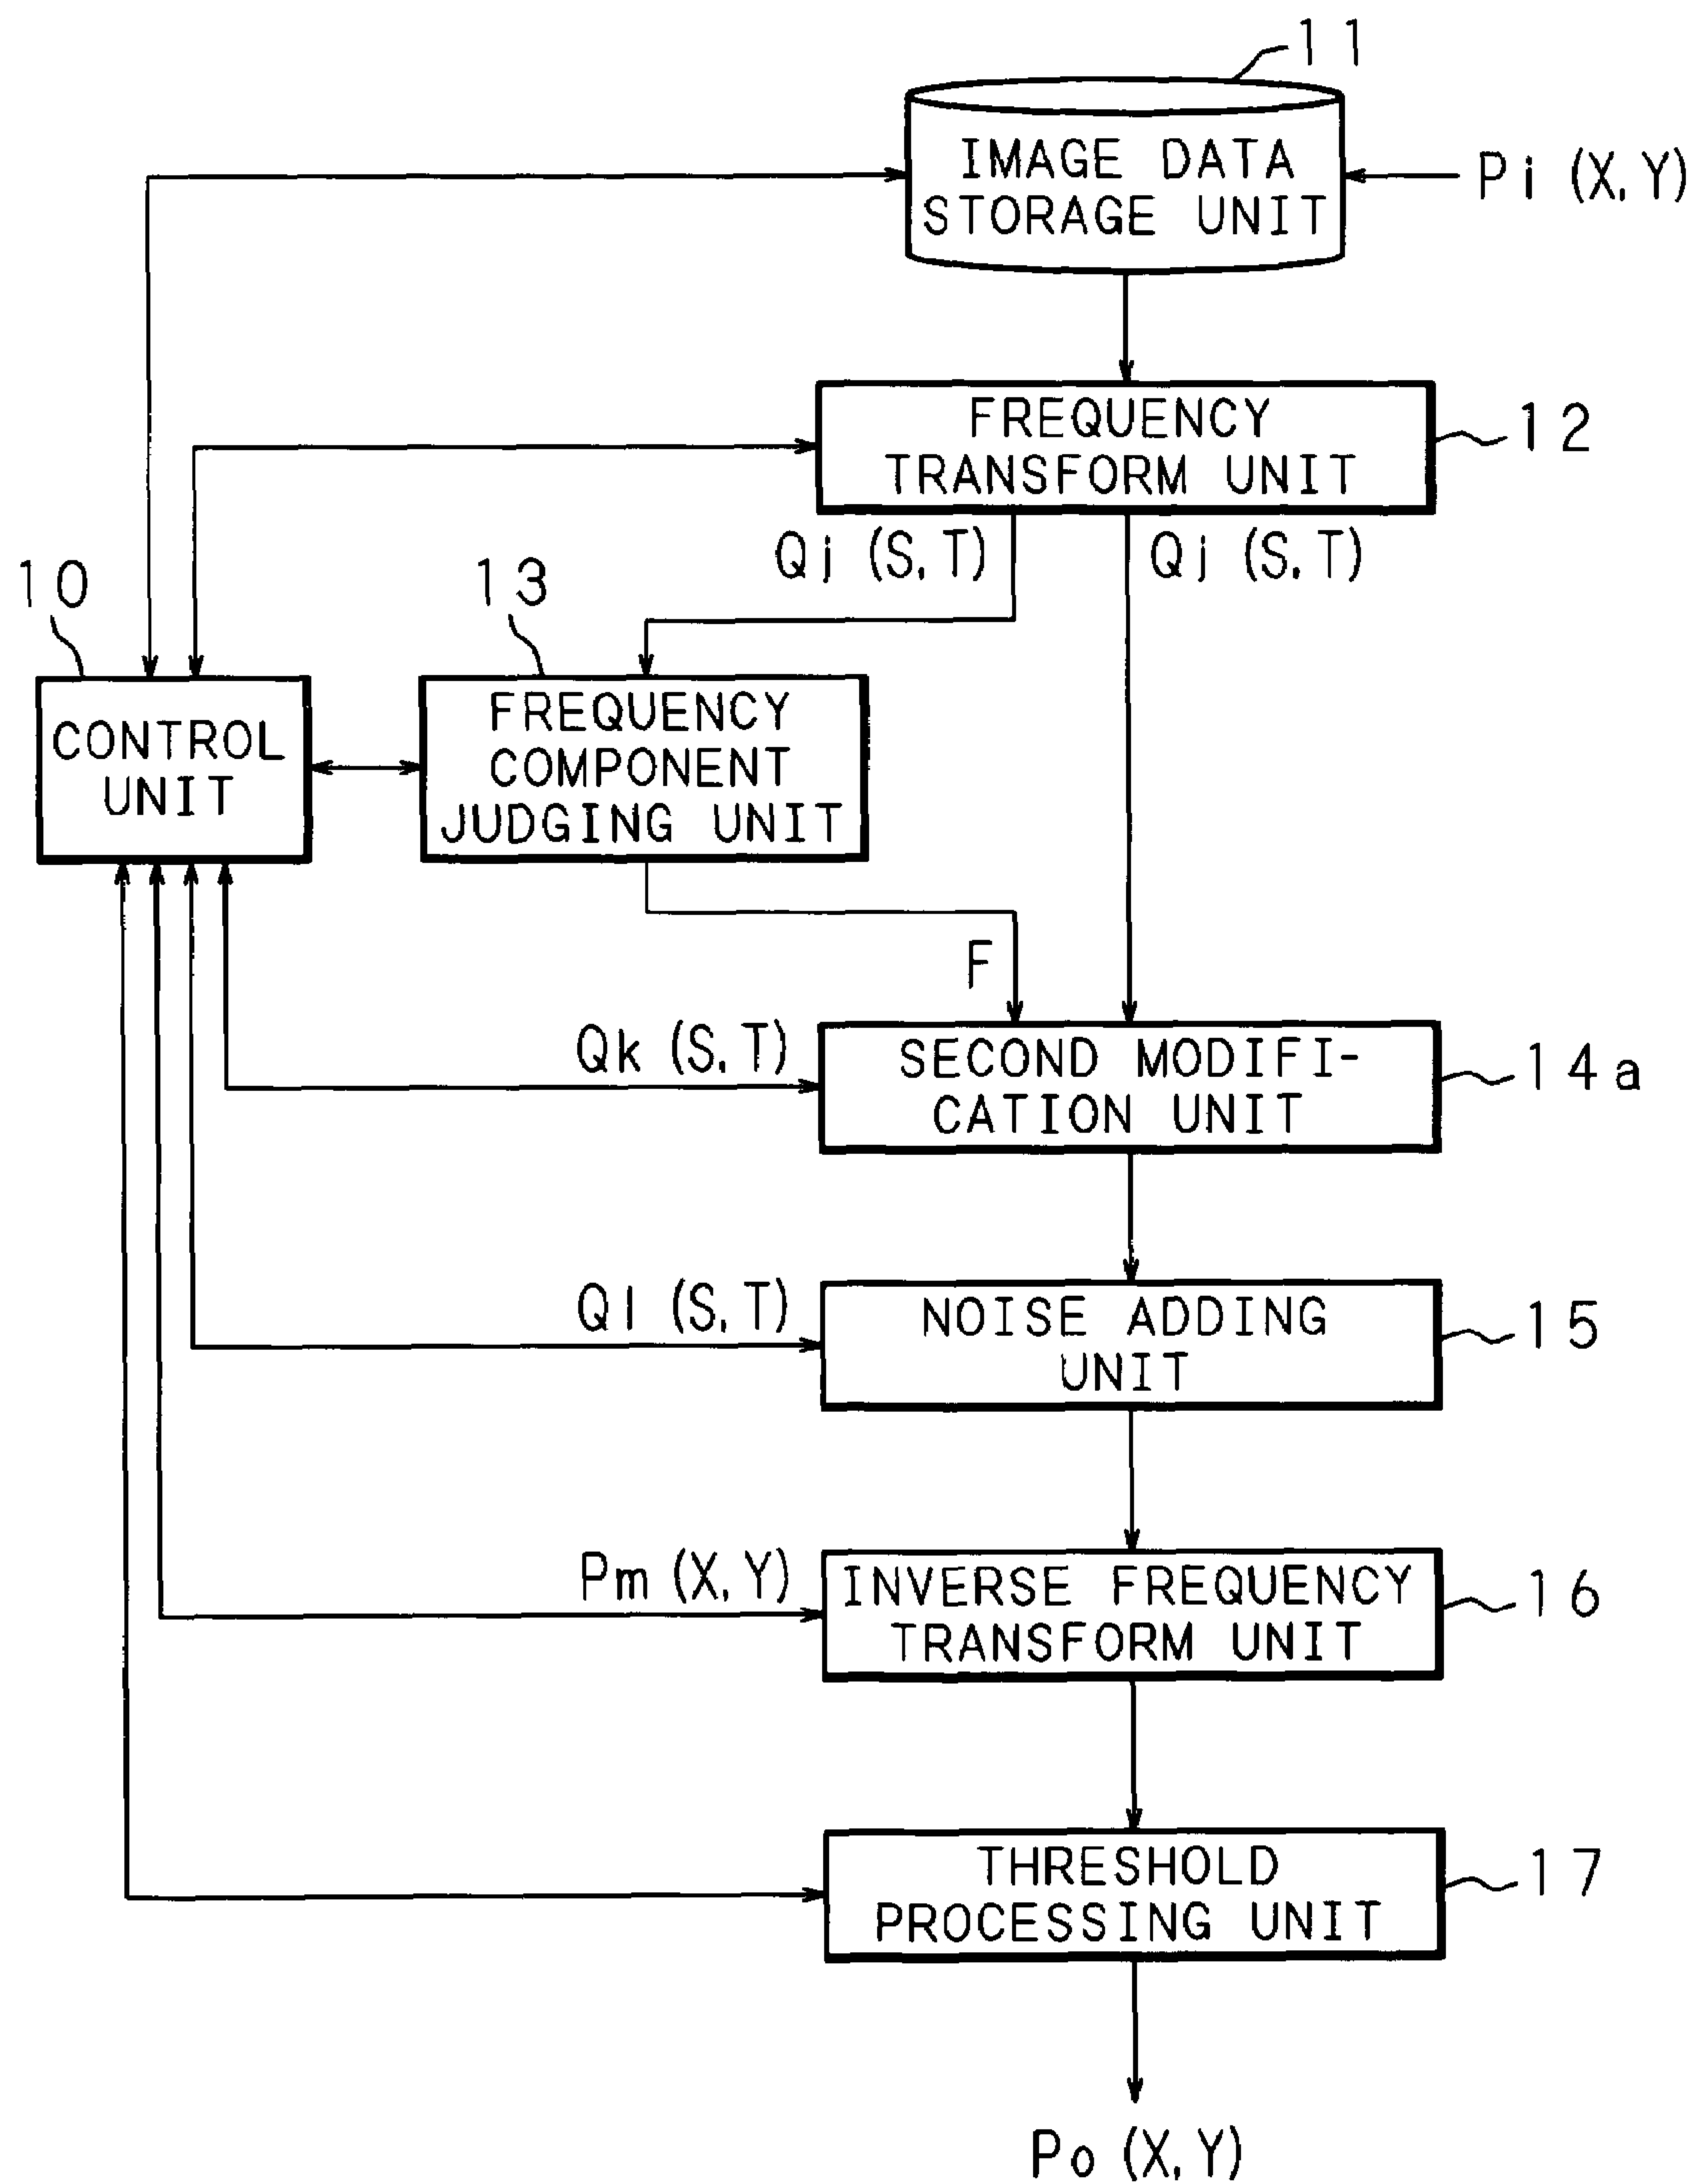 11
IMAGE DATA
STORAGE UNIT
Pi (X, Y)
FREQUENCY
TRANSFORM UNIT
12
Qj (S, T)
Qj (S, T)
10
13
CONTROL
UNIT
FREQUENCY
COMPONENT
JUDGING UNIT
F
Qk (S, T)
SECOND MODIFI-
CATION UNIT
14a
Ql (S, T)
NOISE ADDING
UNIT
15
Pm (X, Y)
INVERSE FREQUENCY
TRANSFORM UNIT
16
THRESHOLD
PROCESSING UNIT
17
Po (X, Y)